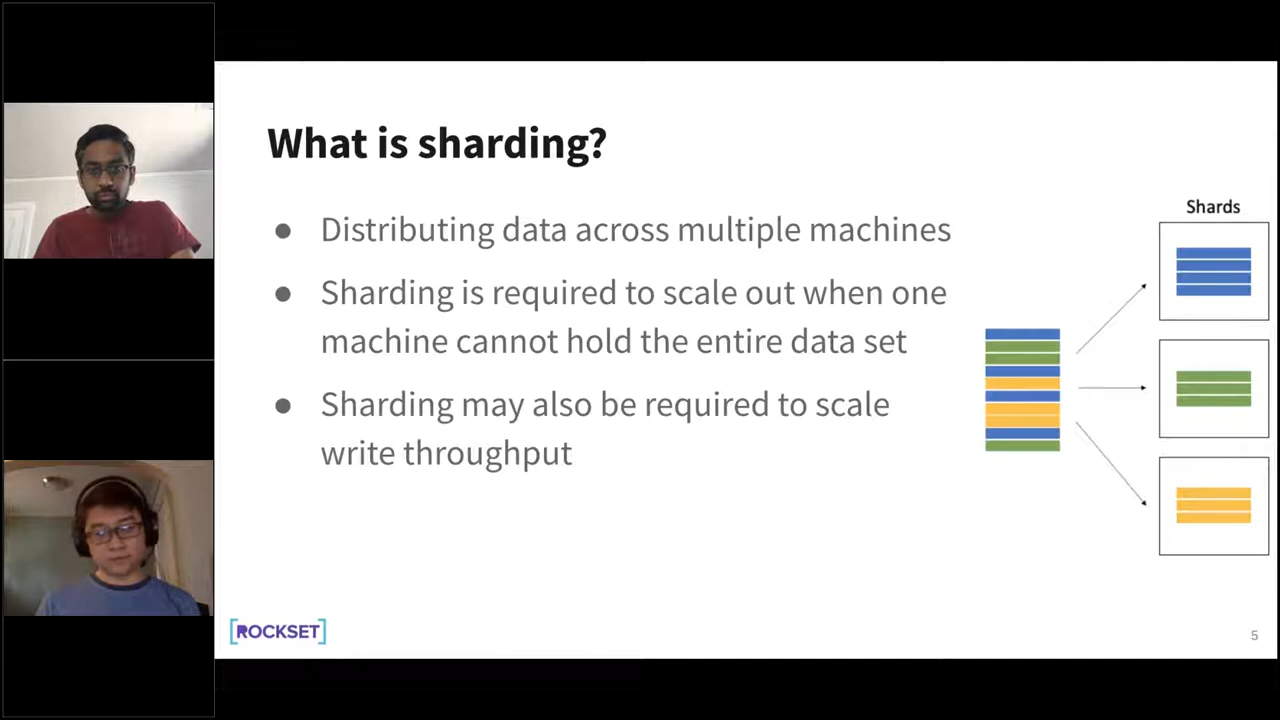 What is sharding?
● Distributing data across multiple machines
● Sharding is required to scale out when one
machine cannot hold the entire data set
● Sharding may also be required to scale
write throughput
Shards
[ROCKSET]
5